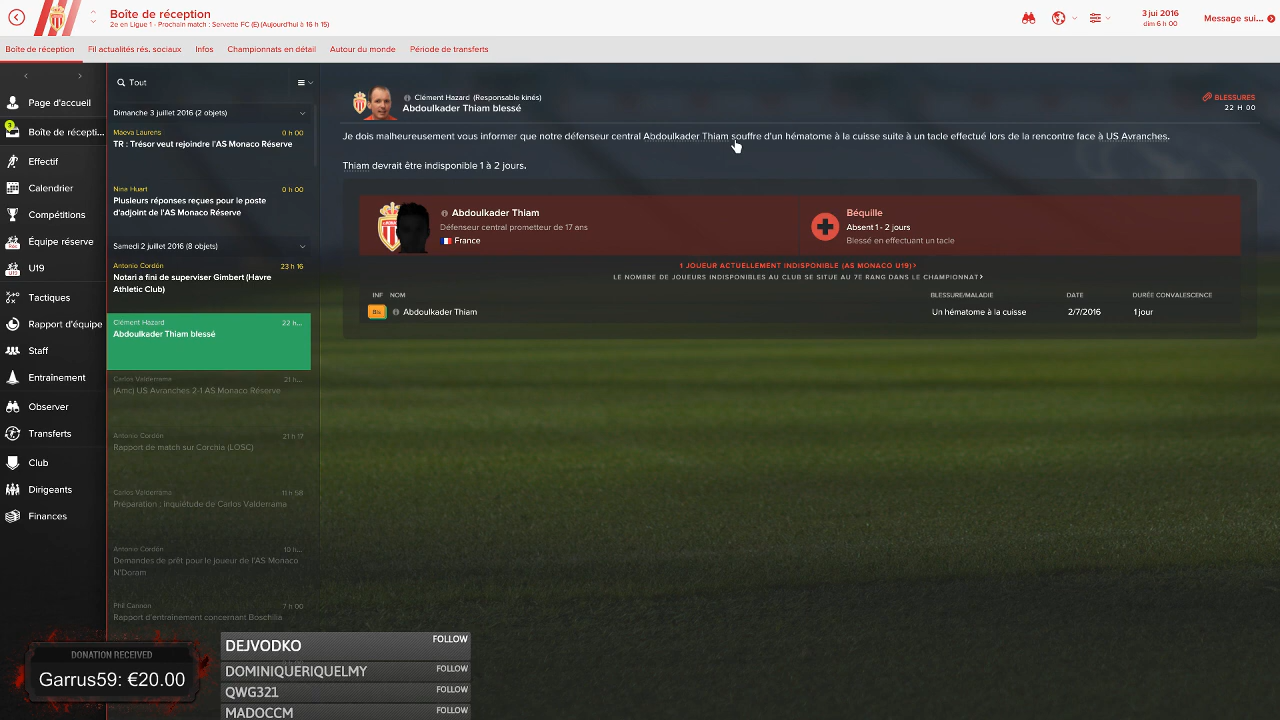 Boîte de réception
2e en Ligue 1 - Prochain match : Servette FC (E) (Aujourd'hui à 16 h 15)
3 jui 2016
dim 6 h 00
Message sui...
Boîte de réception
Fil actualités rés. sociaux
Infos
Championnats en détail
Autour du monde
Période de transferts
Page d'accueil
3
Boîte de récepti...
Effectif
Calendrier
Compétitions
Équipe réserve
U19
Tactiques
Rapport d'équipe
Staff
Entraînement
Observer
Transferts
Club
Dirigeants
Finances
Tout
Dimanche 3 juillet 2016 (2 objets)
Maeva Laurens 0 h 00
TR : Trésor veut rejoindre l'AS Monaco Réserve
Nina Huart 0 h 00
Plusieurs réponses reçues pour le poste
d'adjoint de l'AS Monaco Réserve
Samedi 2 juillet 2016 (8 objets)
Antonio Cordón 23 h 16
Notari a fini de superviser Gimbert (Havre
Athletic Club)
Clément Hazard 22 h...
Abdoulkader Thiam blessé
Carlos Valderrama 21 h...
(Amc) US Avranches 2-1 AS Monaco Réserve
Antonio Cordón 21 h 17
Rapport de match sur Corchia (LOSC)
Carlos Valderrama 11 h 58
Préparation : inquiétude de Carlos Valderrama
Antonio Cordón 10 h...
Demandes de prêt pour le joueur de l'AS Monaco
N'Doram
Phil Cannon 7 h 00
Rapport d'entraînement concernant Boschilia
Clément Hazard (Responsable kinés)
Abdoulkader Thiam blessé
BLESSURES
22 H 00
Je dois malheureusement vous informer que notre défenseur central Abdoulkader Thiam souffre d'un hématome à la cuisse suite à un tacle effectué lors de la rencontre face à US Avranches.
Thiam devrait être indisponible 1 à 2 jours.
Abdoulkader Thiam
Défenseur central prometteur de 17 ans
France
Béquille
Absent 1 - 2 jours
Blessé en effectuant un tacle
1 JOUEUR ACTUELLEMENT INDISPONIBLE (AS MONACO U19)
LE NOMBRE DE JOUEURS INDISPONIBLES AU CLUB SE SITUE AU 7E RANG DANS LE CHAMPIONNAT
INF NOM BLESSURE/MALADIE DATE DURÉE CONVALESCENCE
Bls Abdoulkader Thiam Un hématome à la cuisse 2/7/2016 1 jour
DONATION RECEIVED
Garrus59: €20.00
DEJVODKO FOLLOW
DOMINIQUERIQUELMY FOLLOW
QWG321 FOLLOW
MADOCCM FOLLOW